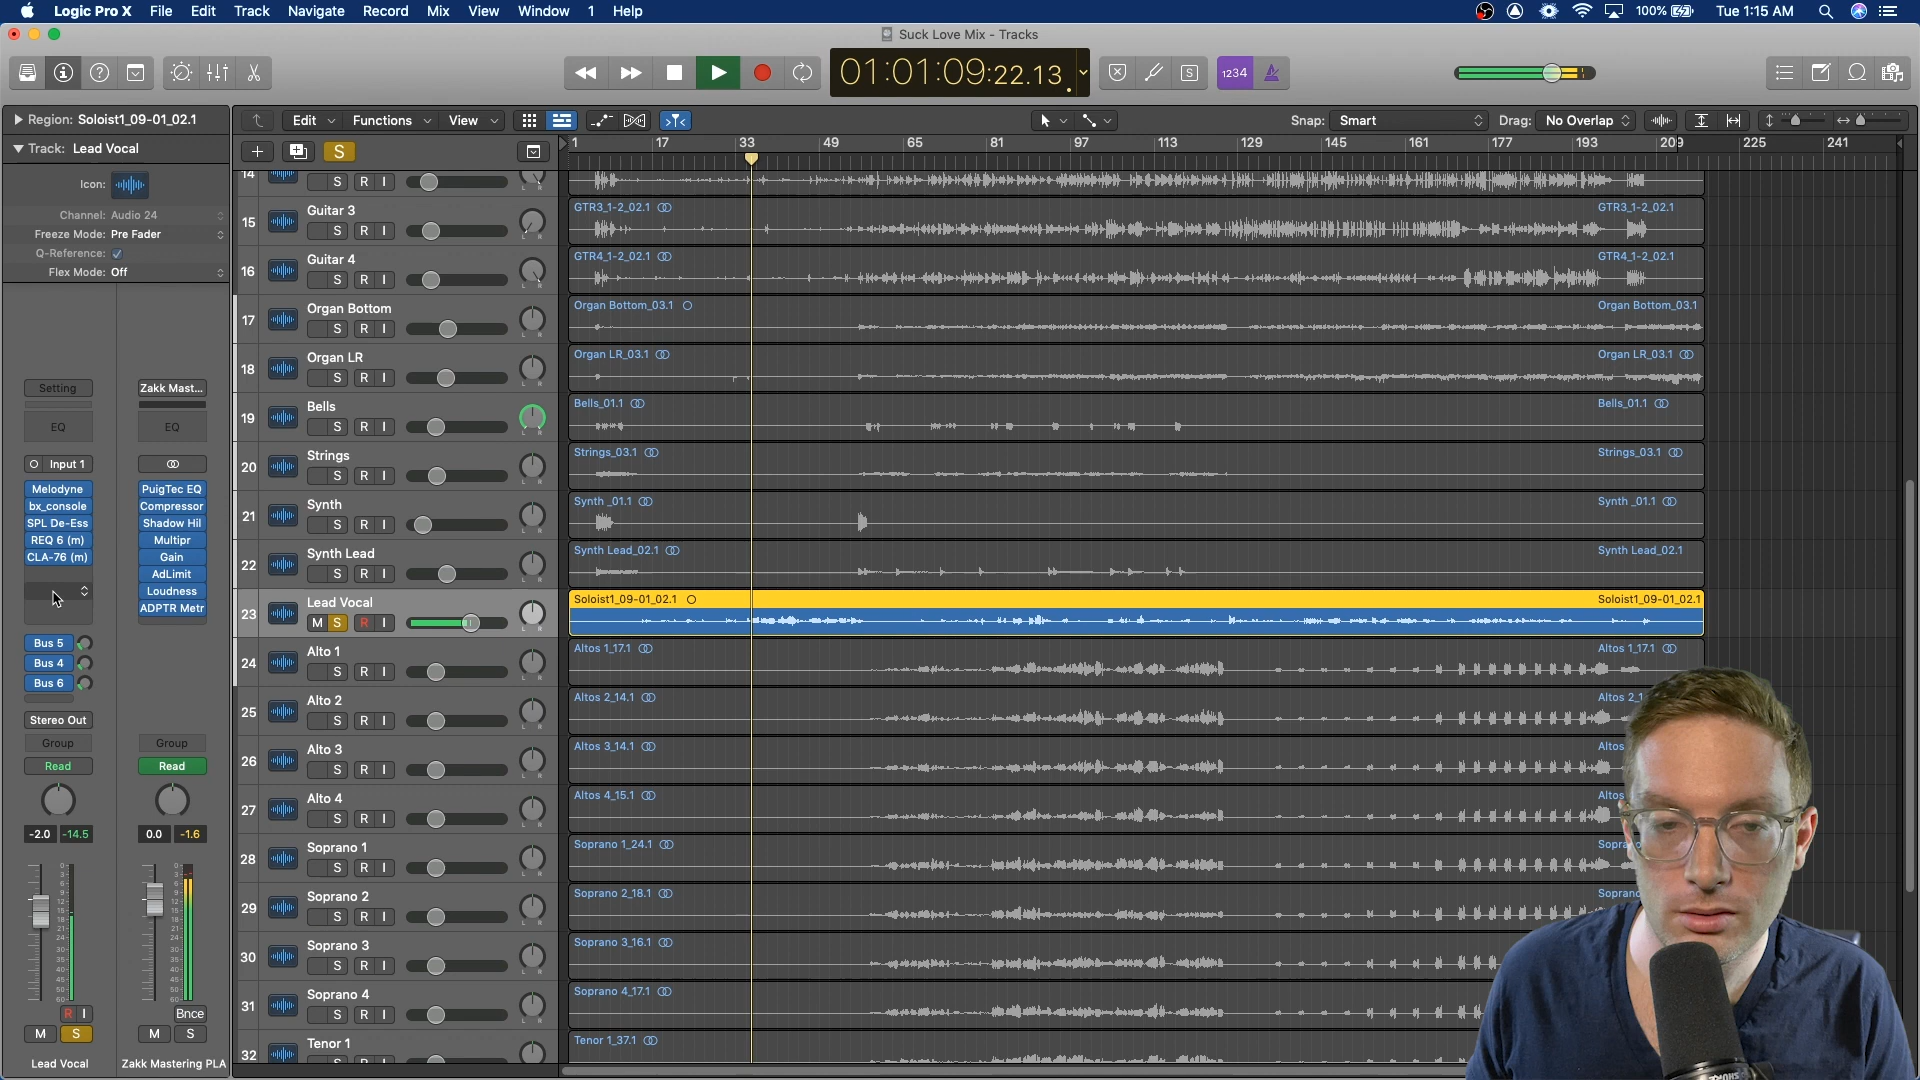 Logic Pro X File Edit Track Navigate Record Mix View Window 1 Help 100% Tue 1:15 AM
Suck Love Mix - Tracks
01:01:09:22.13 1234
Region: Soloist1_09-01_02.1
Edit Functions View Snap: Smart Drag: No Overlap
Track: Lead Vocal
S
1 17 33 49 65 81 97 113 129 145 161 177 193 209 225 241
Icon:
Channel: Audio 24
Freeze Mode: Pre Fader
Q-Reference:
Flex Mode: Off
14
S R I
15 Guitar 3
S R I
GTR3_1-2_02.1 GTR3_1-2_02.1
16 Guitar 4
S R I
GTR4_1-2_02.1 GTR4_1-2_02.1
17 Organ Bottom
S R I
Organ Bottom_03.1 Organ Bottom_03.1
18 Organ LR
S R I
Organ LR_03.1 Organ LR_03.1
19 Bells
S R I
L R
Bells_01.1 Bells_01.1
20 Strings
S R I
Strings_03.1 Strings_03.1
21 Synth
S R I
Synth _01.1 Synth _01.1
22 Synth Lead
S R I
Synth Lead_02.1 Synth Lead_02.1
23 Lead Vocal
M S R I
Soloist1_09-01_02.1 Soloist1_09-01_02.1
24 Alto 1
S R I
Altos 1_17.1 Altos 1_17.1
25 Alto 2
S R I
Altos 2_14.1 Altos 2_1
26 Alto 3
S R I
Altos 3_14.1 Altos
27 Alto 4
S R I
Altos 4_15.1 Altos
28 Soprano 1
S R I
Soprano 1_24.1 Sopra
29 Soprano 2
S R I
Soprano 2_18.1 Soprano
30 Soprano 3
S R I
Soprano 3_16.1
31 Soprano 4
S R I
Soprano 4_17.1
32 Tenor 1
Tenor 1_37.1
Setting Zakk Mast...
EQ EQ
Input 1
Melodyne PuigTec EQ
bx_console Compressor
SPL De-Ess Shadow Hil
REQ 6 (m) Multipr
CLA-76 (m) Gain
AdLimit
Loudness
ADPTR Metr
Bus 5
Bus 4
Bus 6
Stereo Out
Group Group
Read Read
-2.0 -14.5 0.0 -1.6
R I Bnce
M S M S
Lead Vocal Zakk Mastering PLA